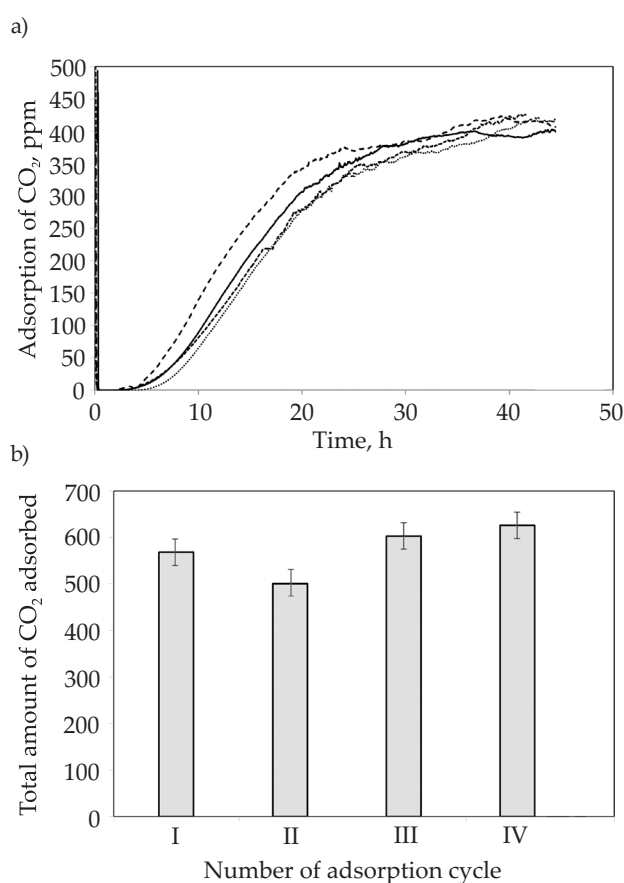 a)
Adsorption of CO₂, ppm
500
450
400
350
300
250
200
150
100
50
0
0 10 20 30 40 50
Time, h
b)
Total amount of CO₂ adsorbed
700
600
500
400
300
200
100
0
I II III IV
Number of adsorption cycle